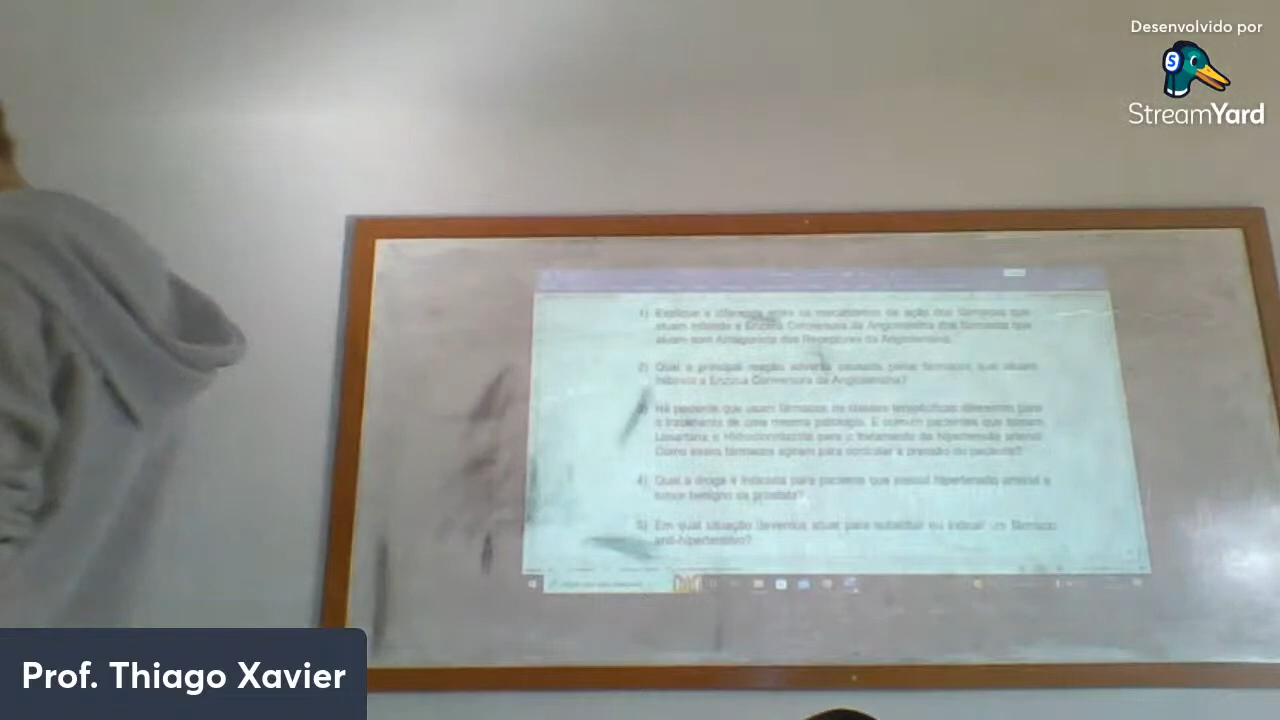 Desenvolvido por
StreamYard
1) Explique a diferença entre os mecanismos de ação dos fármacos que
atuam inibindo a Enzima Conversora da Angiotensina dos fármacos que
atuam com Antagonista dos Receptores da Angiotensina.
2) Qual a principal reação adversa causada pelos fármacos que atuam
inibindo a Enzima Conversora da Angiotensina?
Há paciente que usam fármacos de classes terapêuticas diferentes para
o tratamento de uma mesma patologia. É comum pacientes que tomam
Losartana e Hidroclorotiazida para o tratamento da hipertensão arterial.
Como esses fármacos agiram para controlar a pressão do paciente?
4) Qual a droga é indicada para paciente que possui hipertensão arterial e
tumor benigno da próstata?
5) Em qual situação devemos atuar para substituir ou indicar um fármaco
anti-hipertensivo?
Prof. Thiago Xavier